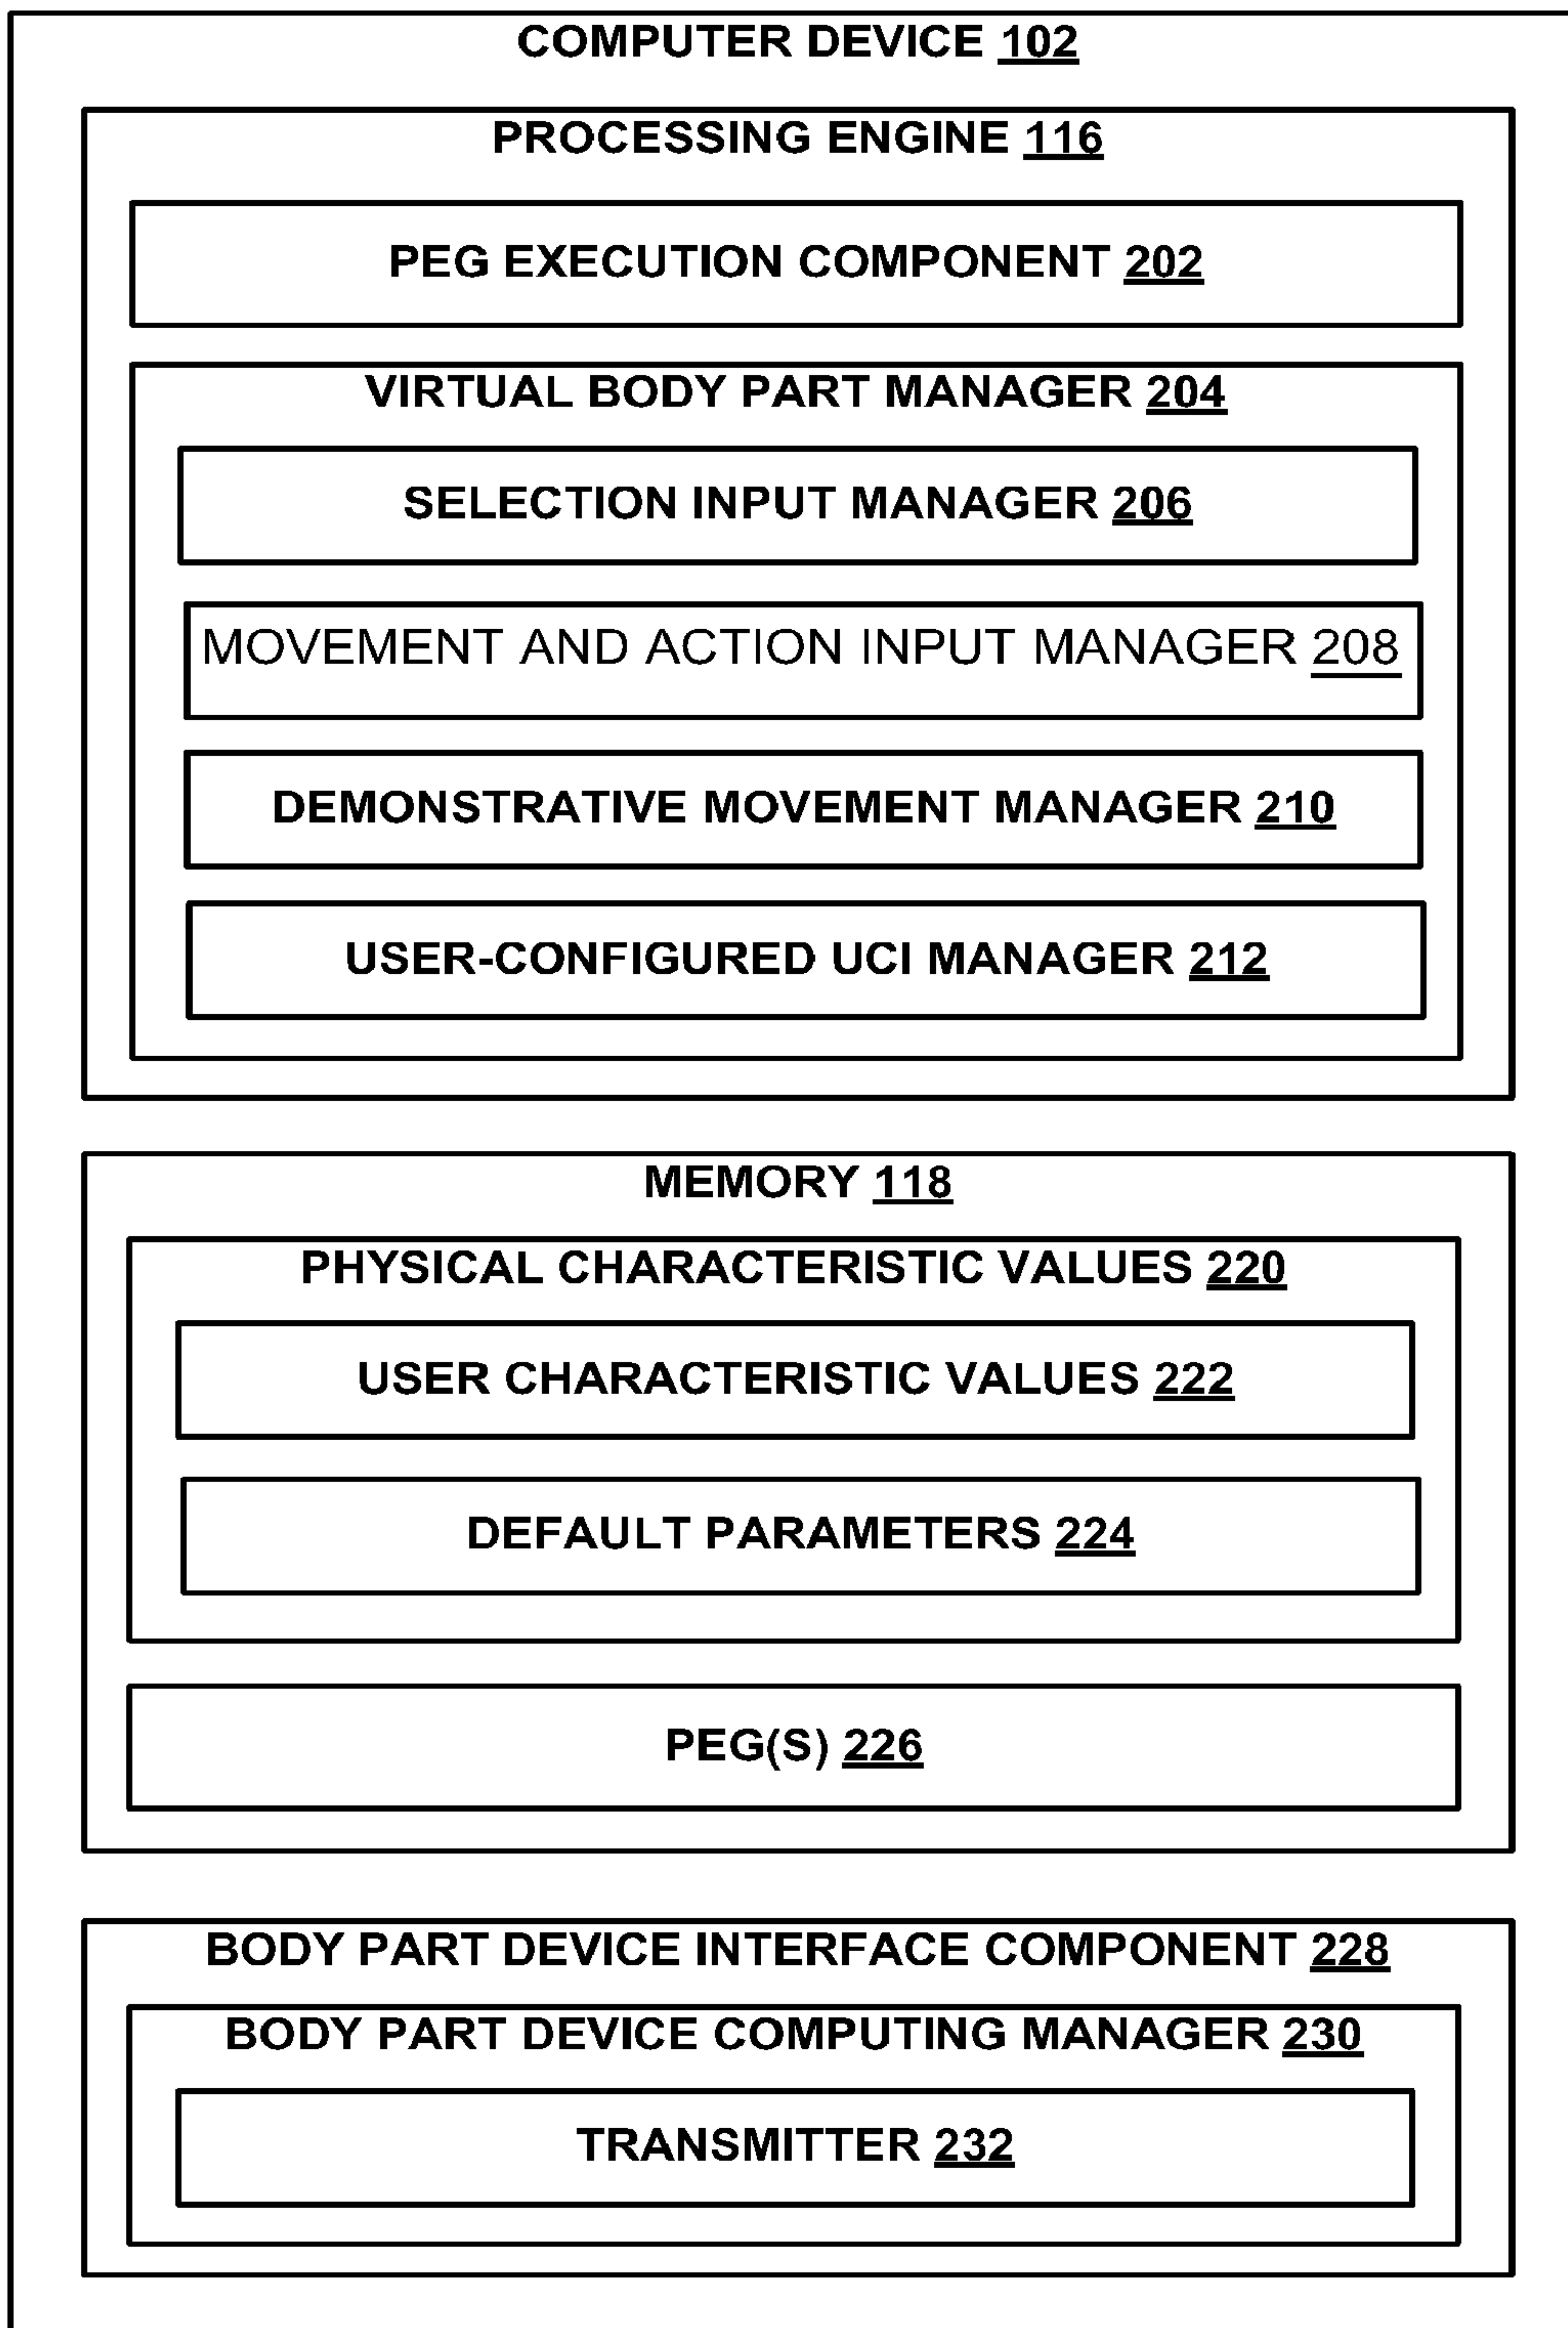 COMPUTER DEVICE 102
PROCESSING ENGINE 116
PEG EXECUTION COMPONENT 202
VIRTUAL BODY PART MANAGER 204
SELECTION INPUT MANAGER 206
MOVEMENT AND ACTION INPUT MANAGER 208
DEMONSTRATIVE MOVEMENT MANAGER 210
USER-CONFIGURED UCI MANAGER 212
MEMORY 118
PHYSICAL CHARACTERISTIC VALUES 220
USER CHARACTERISTIC VALUES 222
DEFAULT PARAMETERS 224
PEG(S) 226
BODY PART DEVICE INTERFACE COMPONENT 228
BODY PART DEVICE COMPUTING MANAGER 230
TRANSMITTER 232